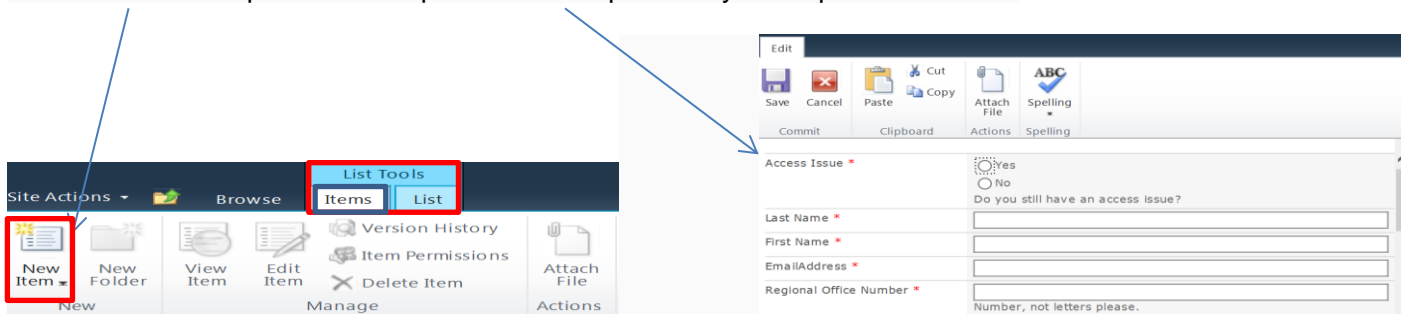 Edit
Cut
Copy
Save Cancel Paste Attach File ABC Spelling
Commit Clipboard Actions Spelling
Access Issue *
Yes
No
Do you still have an access issue?
Last Name *
First Name *
EmailAddress *
Regional Office Number *
Number, not letters please.
List Tools
Site Actions Browse Items List
Version History
Item Permissions
Delete Item
New Item New Folder View Item Edit Item Attach File
New Manage Actions